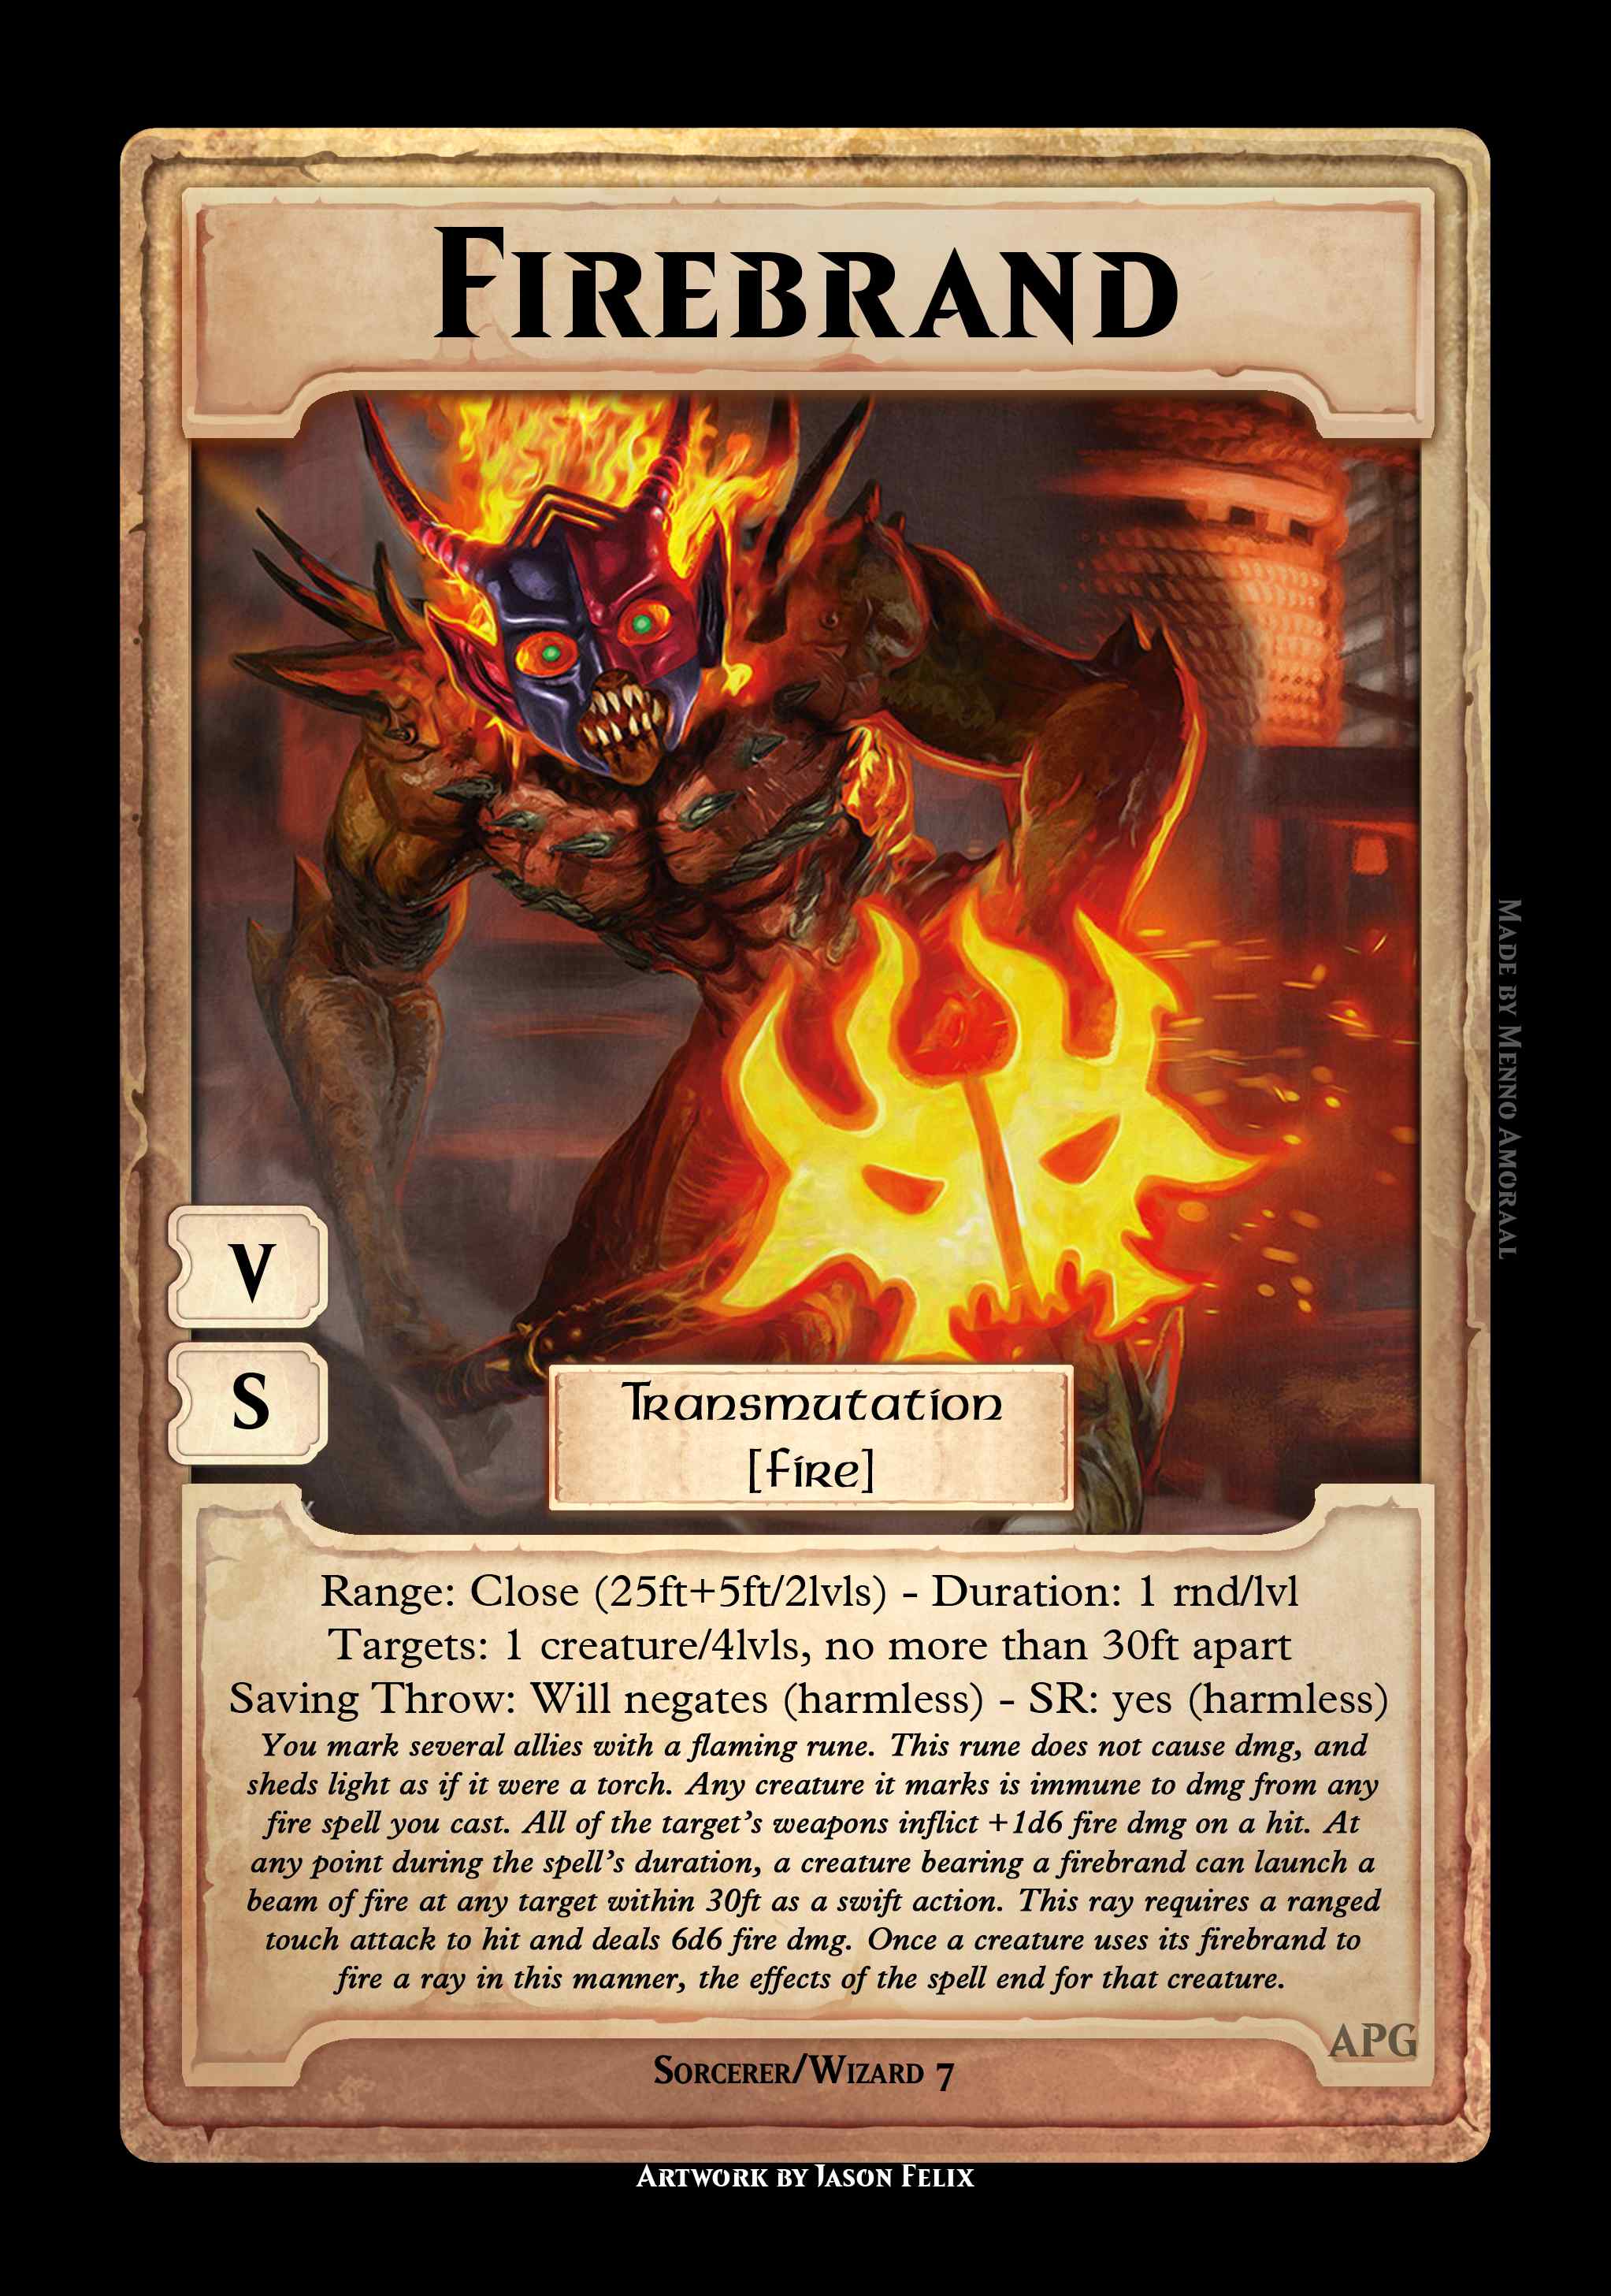 Firebrand
V
S
Transmutation
[Fire]
Range: Close (25ft+5ft/2lvls) - Duration: 1 rnd/lvl
Targets: 1 creature/4lvls, no more than 30ft apart
Saving Throw: Will negates (harmless) - SR: yes (harmless)
You mark several allies with a flaming rune. This rune does not cause dmg, and
sheds light as if it were a torch. Any creature it marks is immune to dmg from any
fire spell you cast. All of the target's weapons inflict +1d6 fire dmg on a hit. At
any point during the spell's duration, a creature bearing a firebrand can launch a
beam of fire at any target within 30ft as a swift action. This ray requires a ranged
touch attack to hit and deals 6d6 fire dmg. Once a creature uses its firebrand to
fire a ray in this manner, the effects of the spell end for that creature.
APG
Sorcerer/Wizard 7
Artwork by Jason Felix
Made by Menno Amoraal